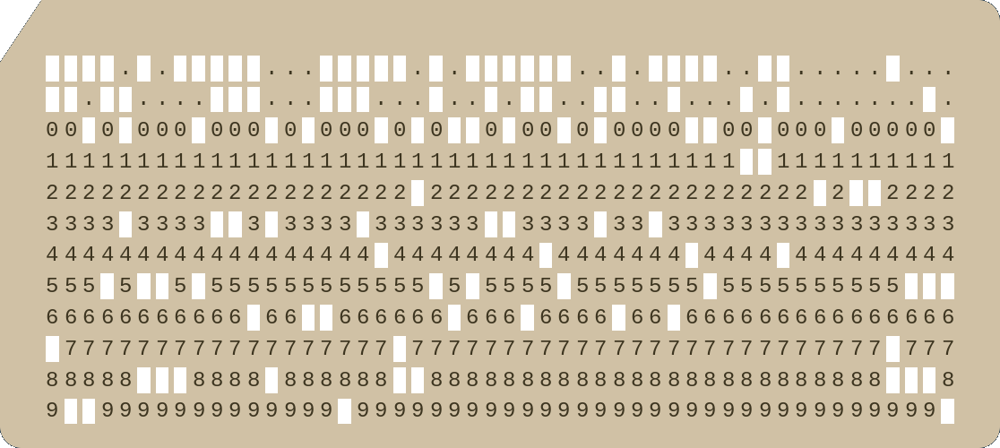 . . ... . . .. . .. ..... ...
. .... ... ... .. . .. .. ... . ....... .
00 0 000 000 0 000 0 0 0 00 0 0000 00 000 00000
11111111111111111111111111111111111111 1111111111
22222222222222222222 222222222222222222222 2 2222
3333 3333 3 3333 333333 3333 33 3333333333333333
444444444444444444 44444444 4444444 4444 444444444
555 5 5 555555555555 5 5555 5555555 5555555555
66666666666 66 666666 666 6666 66 666666666666666
777777777777777777 77777777777777777777777777 777
88888 8888 888888 8888888888888888888888888 8
9 9999999999999 99999999999999999999999999999999